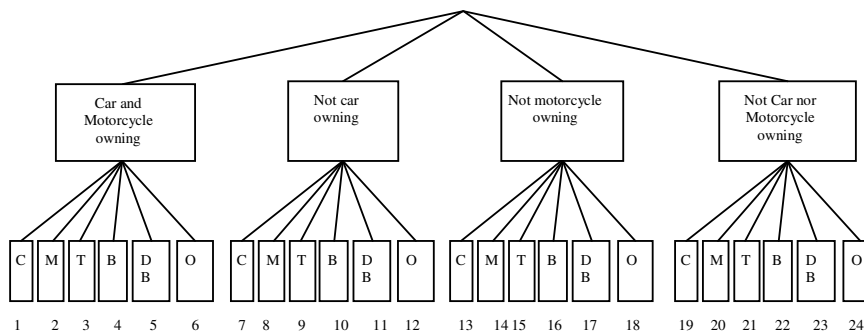 Car and
Motorcycle
owning
Not car
owning
Not motorcycle
owning
Not Car nor
Motorcycle
owning
C M T B D B O C M T B D B O C M T B D B O C M T B D B O
1 2 3 4 5 6 7 8 9 10 11 12 13 14 15 16 17 18 19 20 21 22 23 24